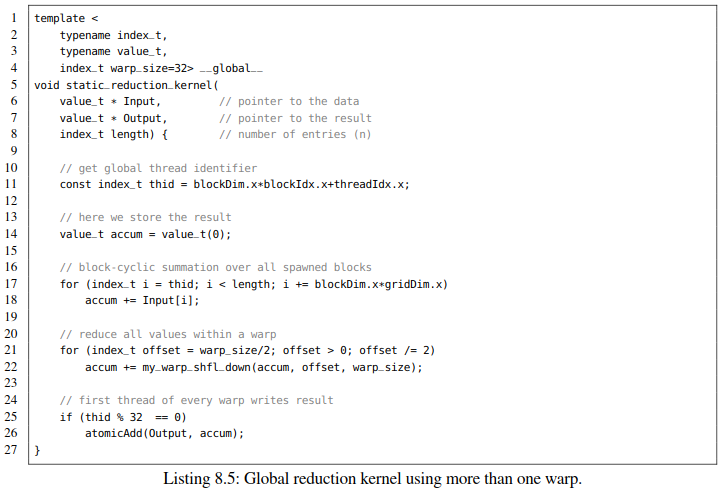 1 template <
2     typename index_t,
3     typename value_t,
4     index_t warp_size=32> __global__
5 void static_reduction_kernel(
6     value_t * Input,         // pointer to the data
7     value_t * Output,        // pointer to the result
8     index_t length) {        // number of entries (n)
9
10     // get global thread identifier
11     const index_t thid = blockDim.x*blockIdx.x+threadIdx.x;
12
13     // here we store the result
14     value_t accum = value_t(0);
15
16     // block-cyclic summation over all spawned blocks
17     for (index_t i = thid; i < length; i += blockDim.x*gridDim.x)
18         accum += Input[i];
19
20     // reduce all values within a warp
21     for (index_t offset = warp_size/2; offset > 0; offset /= 2)
22         accum += my_warp_shfl_down(accum, offset, warp_size);
23
24     // first thread of every warp writes result
25     if (thid % 32  == 0)
26         atomicAdd(Output, accum);
27 }
Listing 8.5: Global reduction kernel using more than one warp.